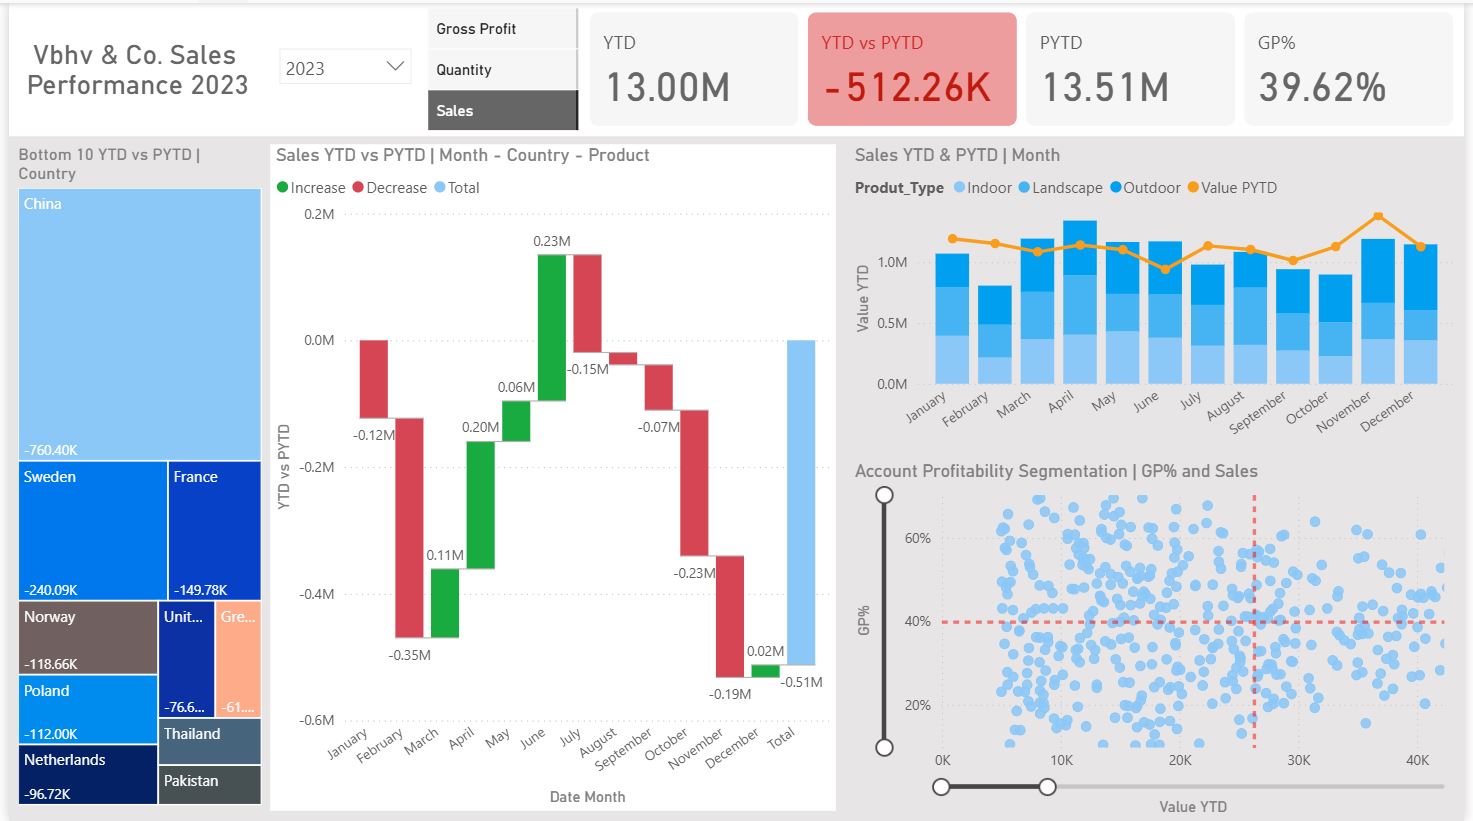 Vbhv & Co. Sales
Performance 2023
2023
Gross Profit
Quantity
Sales
YTD
13.00M
YTD vs PYTD
-512.26K
PYTD
13.51M
GP%
39.62%
Bottom 10 YTD vs PYTD |
Country
China
-760.40K
Sweden
-240.09K
France
-149.78K
Norway
-118.66K
Unit...
-76.6...
Gre...
-61....
Poland
-112.00K
Thailand
Netherlands
-96.72K
Pakistan
Sales YTD vs PYTD | Month - Country - Product
Increase Decrease Total
YTD vs PYTD
0.2M
0.0M
-0.2M
-0.4M
-0.6M
-0.12M
-0.35M
0.11M
0.20M
0.06M
0.23M
-0.15M
-0.07M
-0.23M
-0.19M
0.02M
-0.51M
January
February
March
April
May
June
July
August
September
October
November
December
Total
Date Month
Sales YTD & PYTD | Month
Produt_Type Indoor Landscape Outdoor Value PYTD
Value YTD
1.0M
0.5M
0.0M
January
February
March
April
May
June
July
August
September
October
November
December
Account Profitability Segmentation | GP% and Sales
GP%
60%
40%
20%
0K
10K
20K
30K
40K
Value YTD